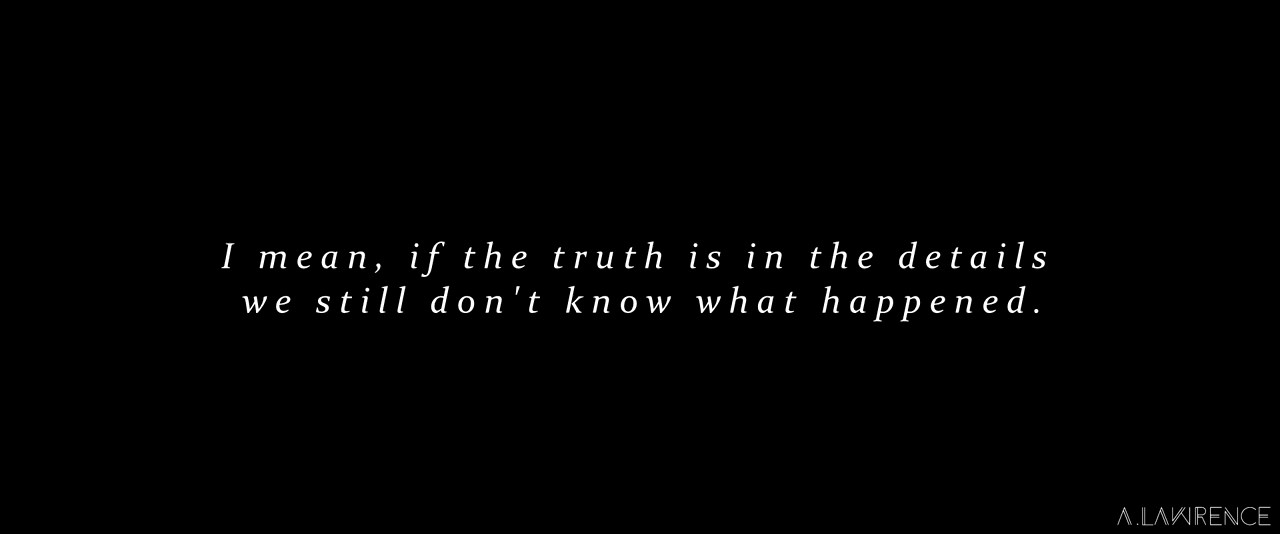 I mean, if the truth is in the details
we still don't know what happened.
A.LAWRENCE